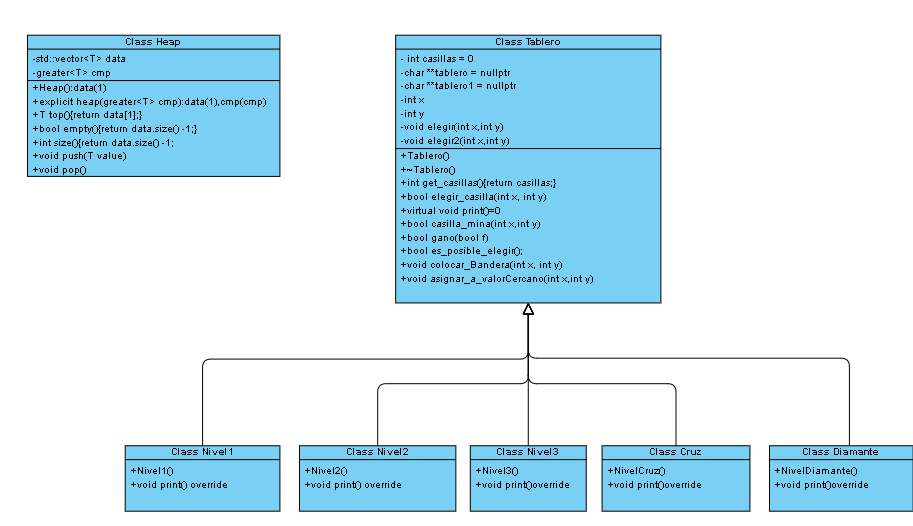 Class Heap
-std::vector<T> data
-greater<T> cmp
+Heap():data(1)
+explicit heap(greater<T> cmp):data(1),cmp(cmp)
+T top(){return data[1];}
+bool empty(){return data.size() -1;}
+int size(){return data.size() -1;
+void push(T value)
+void pop()
Class Tablero
- int casillas = 0
-char **tablero = nullptr
-char **tablero1 = nullptr
-int x
-int y
-void elegir(int x,int y)
-void elegir2(int x,int y)
+Tablero()
+~Tablero()
+int get_casillas(){return casillas;}
+bool elegir_casilla(int x, int y)
+virtual void print()=0
+bool casilla_mina(int x,int y)
+bool gano(bool f)
+bool es_posible_elegir();
+void colocar_Bandera(int x, int y)
+void asignar_a_valorCercano(int x,int y)
Class Nivel1
+Nivel1()
+void print() override
Class Nivel2
+Nivel2()
+void print() override
Class Nivel3
+Nivel3()
+void print()override
Class Cruz
+NivelCruz()
+void print()override
Class Diamante
+NivelDiamante()
+void print()override